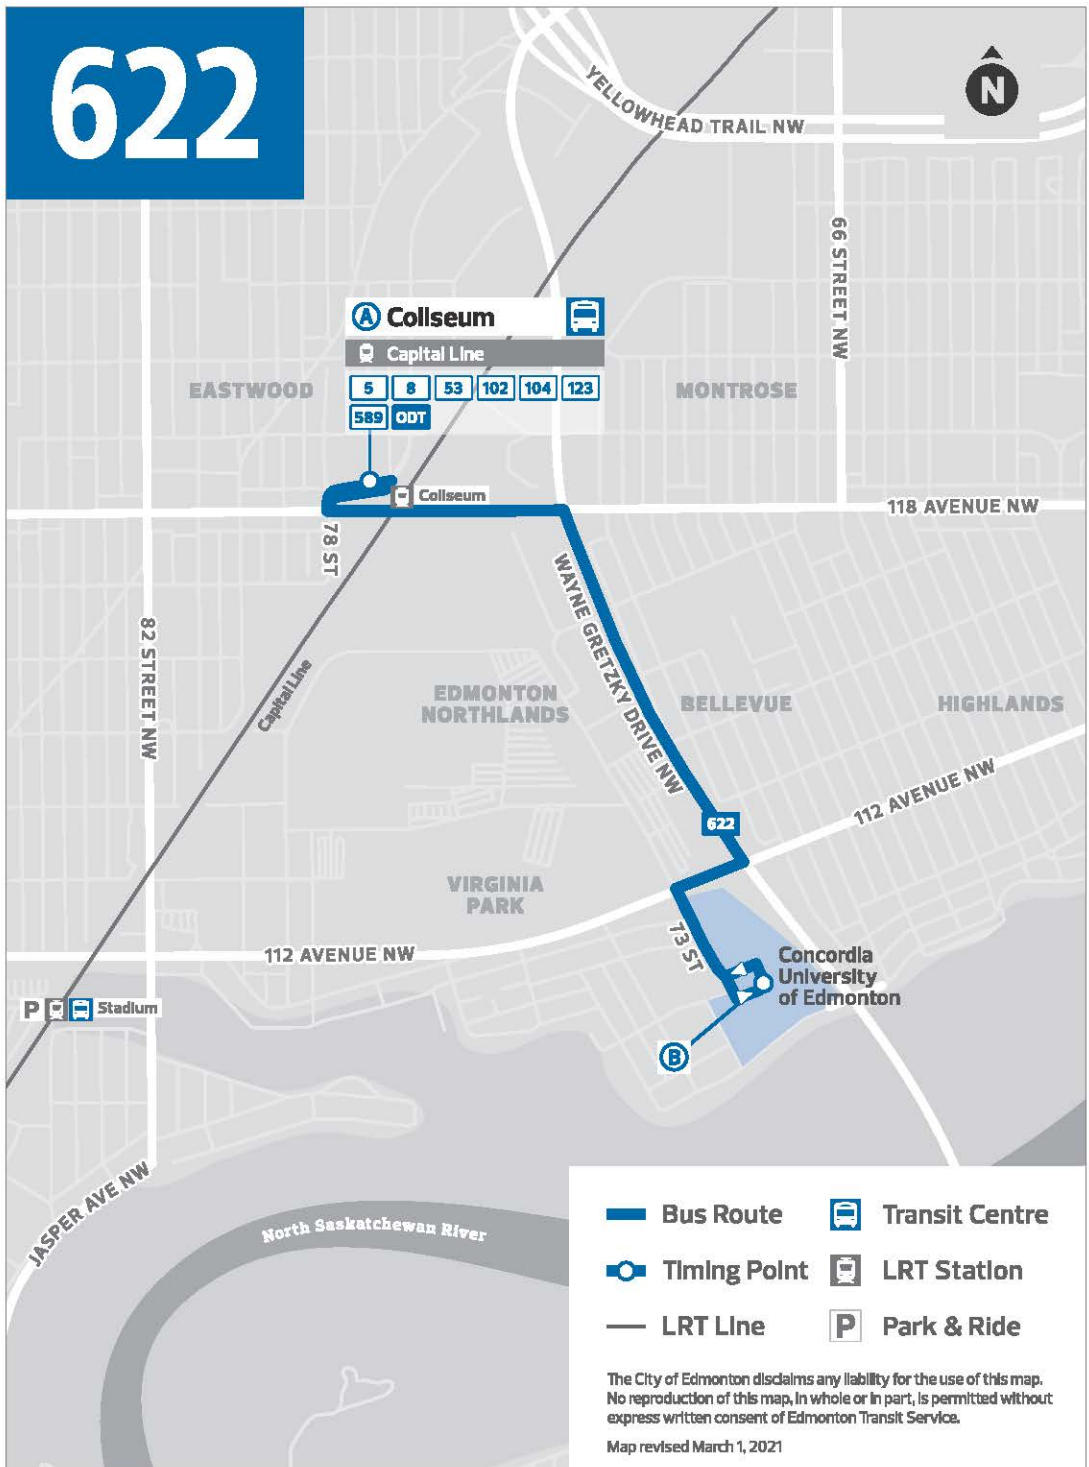 622
N
YELLOWHEAD TRAIL NW
66 STREET NW
A Coliseum
Capital Line
EASTWOOD
5 8 53 102 104 123
589 ODT
MONTROSE
Coliseum
118 AVENUE NW
78 ST
WAYNE GRETZKY DRIVE NW
82 STREET NW
Capital Line
EDMONTON
NORTHLANDS
BELLEVUE
HIGHLANDS
112 AVENUE NW
622
VIRGINIA
PARK
112 AVENUE NW
73 ST
Concordia
University
of Edmonton
P Stadium
B
JASPER AVE NW
North Saskatchewan River
Bus Route
Transit Centre
Timing Point
LRT Station
LRT Line
P Park & Ride
The City of Edmonton disclaims any liability for the use of this map.
No reproduction of this map, in whole or in part, is permitted without
express written consent of Edmonton Transit Service.
Map revised March 1, 2021